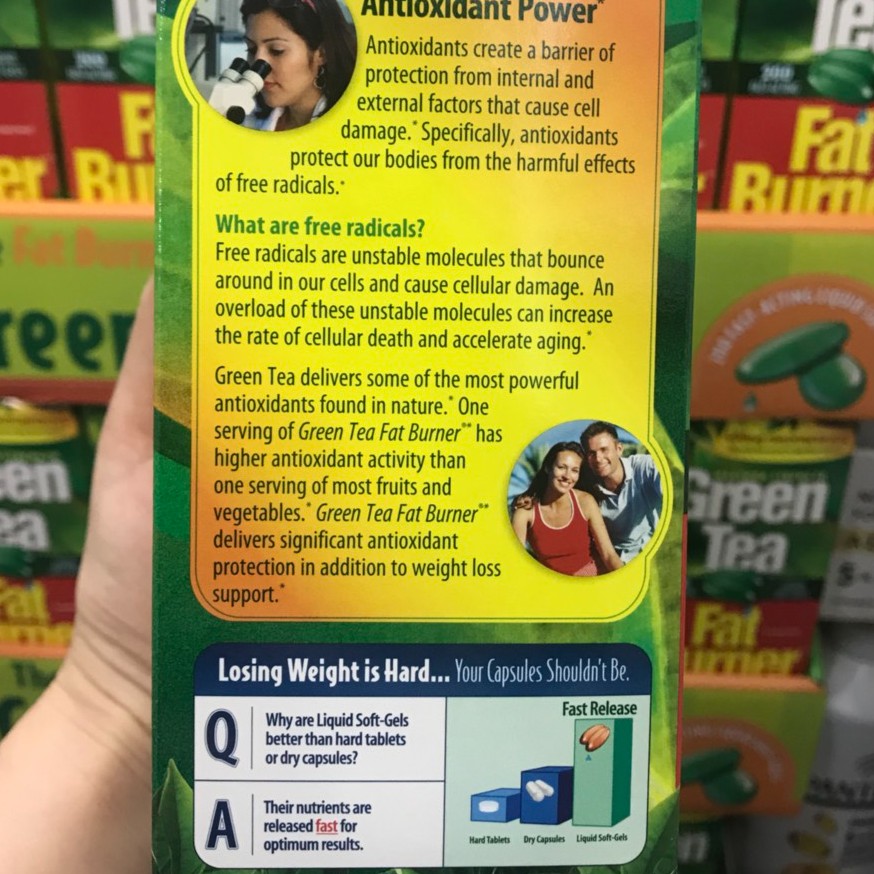 Antioxidant Power*
Antioxidants create a barrier of
protection from internal and
external factors that cause cell
damage.* Specifically, antioxidants
protect our bodies from the harmful effects
of free radicals.*
What are free radicals?
Free radicals are unstable molecules that bounce
around in our cells and cause cellular damage. An
overload of these unstable molecules can increase
the rate of cellular death and accelerate aging.*
Green Tea delivers some of the most powerful
antioxidants found in nature.* One
serving of Green Tea Fat Burner** has
higher antioxidant activity than
one serving of most fruits and
vegetables.* Green Tea Fat Burner**
delivers significant antioxidant
protection in addition to weight loss
support.*
Losing Weight is Hard... Your Capsules Shouldn't Be.
Q
Why are Liquid Soft-Gels
better than hard tablets
or dry capsules?
A
Their nutrients are
released fast for
optimum results.
Fast Release
Hard Tablets Dry Capsules Liquid Soft-Gels
Fat
Green
Tea
Fat